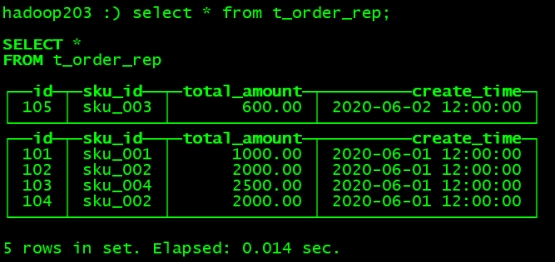 hadoop203 :) select * from t_order_rep;
SELECT *
FROM t_order_rep
id sku_id total_amount create_time
105 sku_003 600.00 2020-06-02 12:00:00
id sku_id total_amount create_time
101 sku_001 1000.00 2020-06-01 12:00:00
102 sku_002 2000.00 2020-06-01 12:00:00
103 sku_004 2500.00 2020-06-01 12:00:00
104 sku_002 2000.00 2020-06-01 12:00:00
5 rows in set. Elapsed: 0.014 sec.